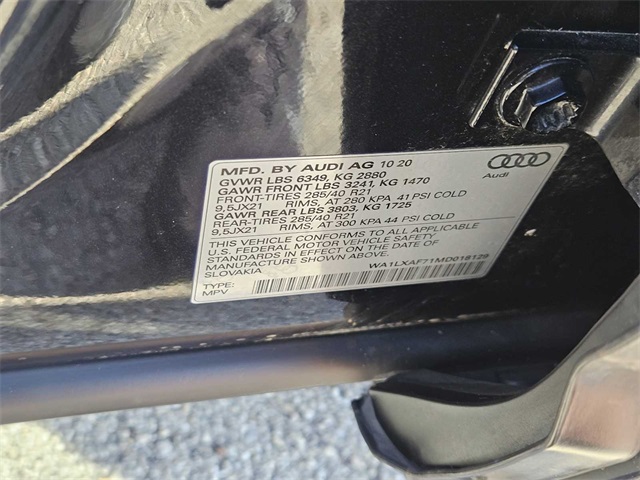 MFD. BY AUDI AG 10 20
GVWR LBS 6349, KG 2880
GAWR FRONT LBS 3241, KG 1470
FRONT-TIRES 285/40 R21
9,5JX21 RIMS, AT 280 KPA 41 PSI COLD
GAWR REAR LBS 3803, KG 1725
REAR-TIRES 285/40 R21
9,5JX21 RIMS, AT 300 KPA 44 PSI COLD
THIS VEHICLE CONFORMS TO ALL APPLICABLE
U.S. FEDERAL MOTOR VEHICLE SAFETY
STANDARDS IN EFFECT ON THE DATE OF
MANUFACTURE SHOWN ABOVE.
SLOVAKIA
WA1LXAF71MD018129
TYPE
MPV
Audi